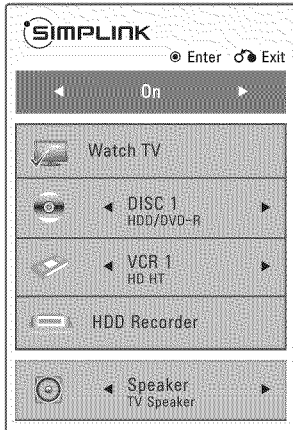 SIMPLINK
Enter Exit
On
Watch TV
DISC 1
HDD/DVD-R
VCR 1
HD HT
HDD Recorder
Speaker
TV Speaker